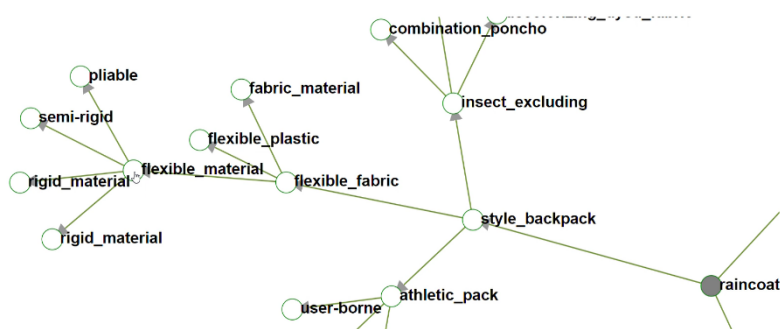 combination_poncho
pliable
fabric_material
insect_excluding
semi-rigid
flexible_plastic
flexible_material
rigid_material
flexible_fabric
style_backpack
rigid_material
raincoat
athletic_pack
user-borne